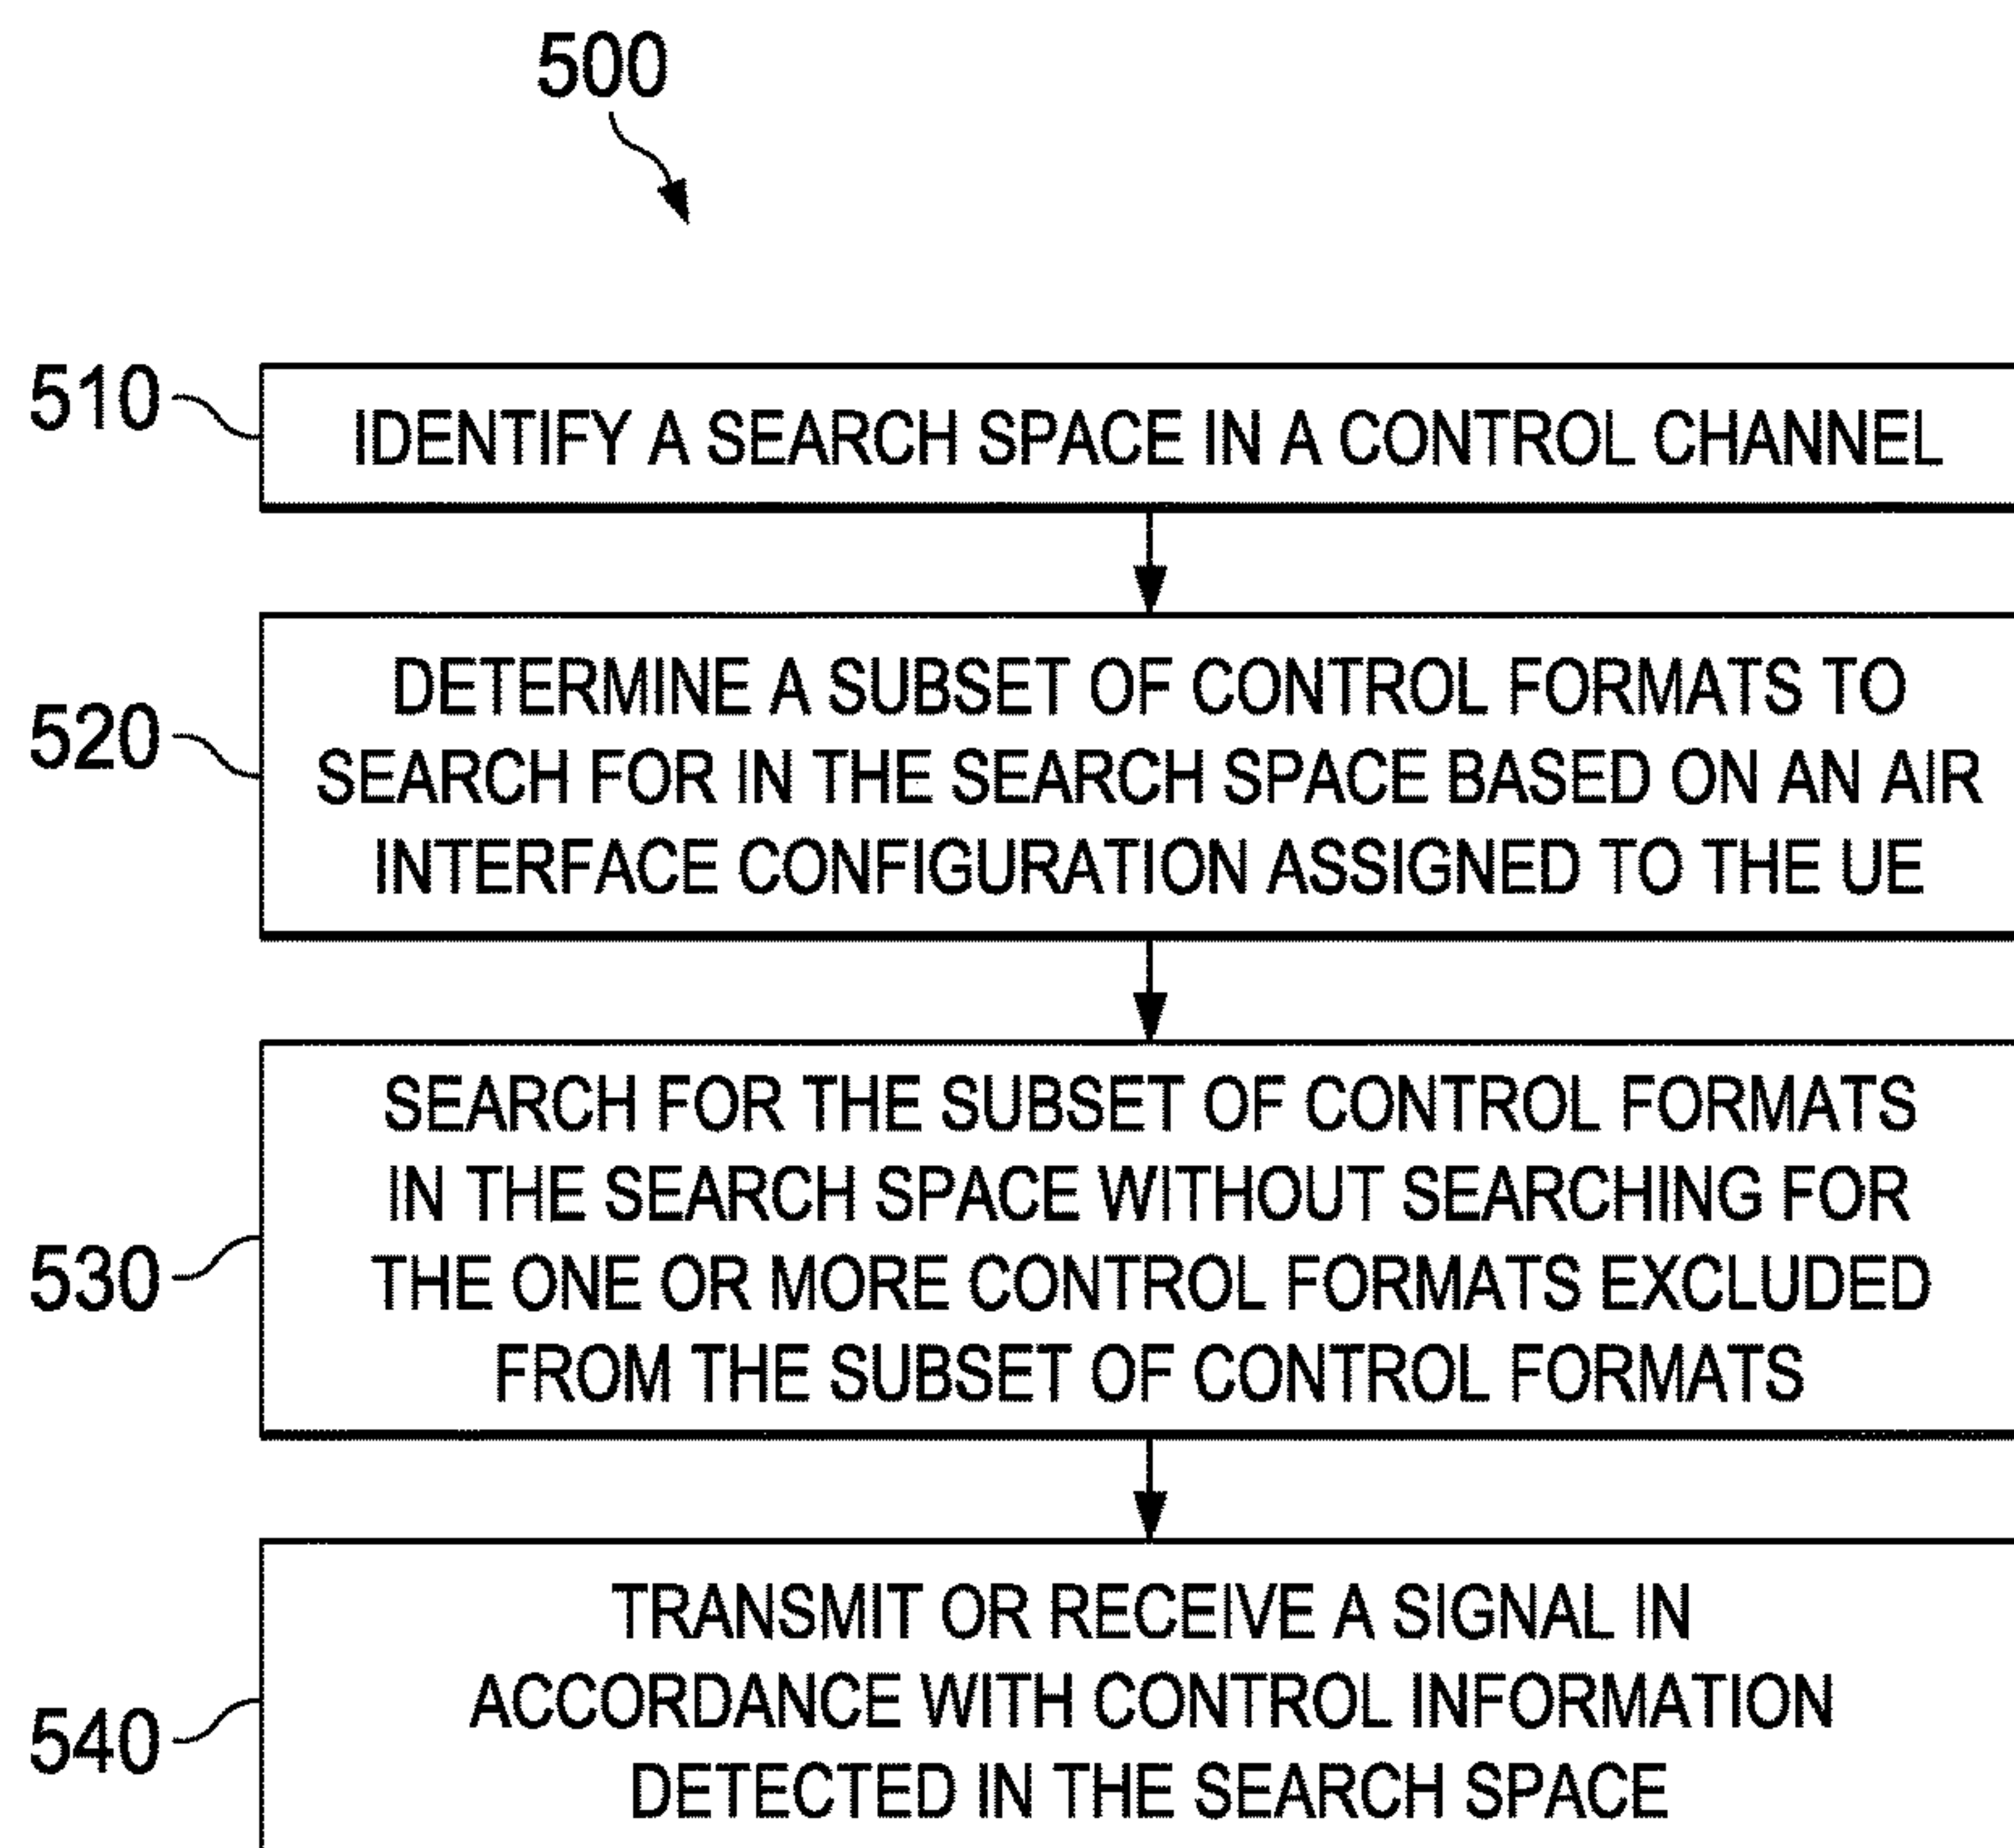 500
510
IDENTIFY A SEARCH SPACE IN A CONTROL CHANNEL
520
DETERMINE A SUBSET OF CONTROL FORMATS TO
SEARCH FOR IN THE SEARCH SPACE BASED ON AN AIR
INTERFACE CONFIGURATION ASSIGNED TO THE UE
530
SEARCH FOR THE SUBSET OF CONTROL FORMATS
IN THE SEARCH SPACE WITHOUT SEARCHING FOR
THE ONE OR MORE CONTROL FORMATS EXCLUDED
FROM THE SUBSET OF CONTROL FORMATS
540
TRANSMIT OR RECEIVE A SIGNAL IN
ACCORDANCE WITH CONTROL INFORMATION
DETECTED IN THE SEARCH SPACE